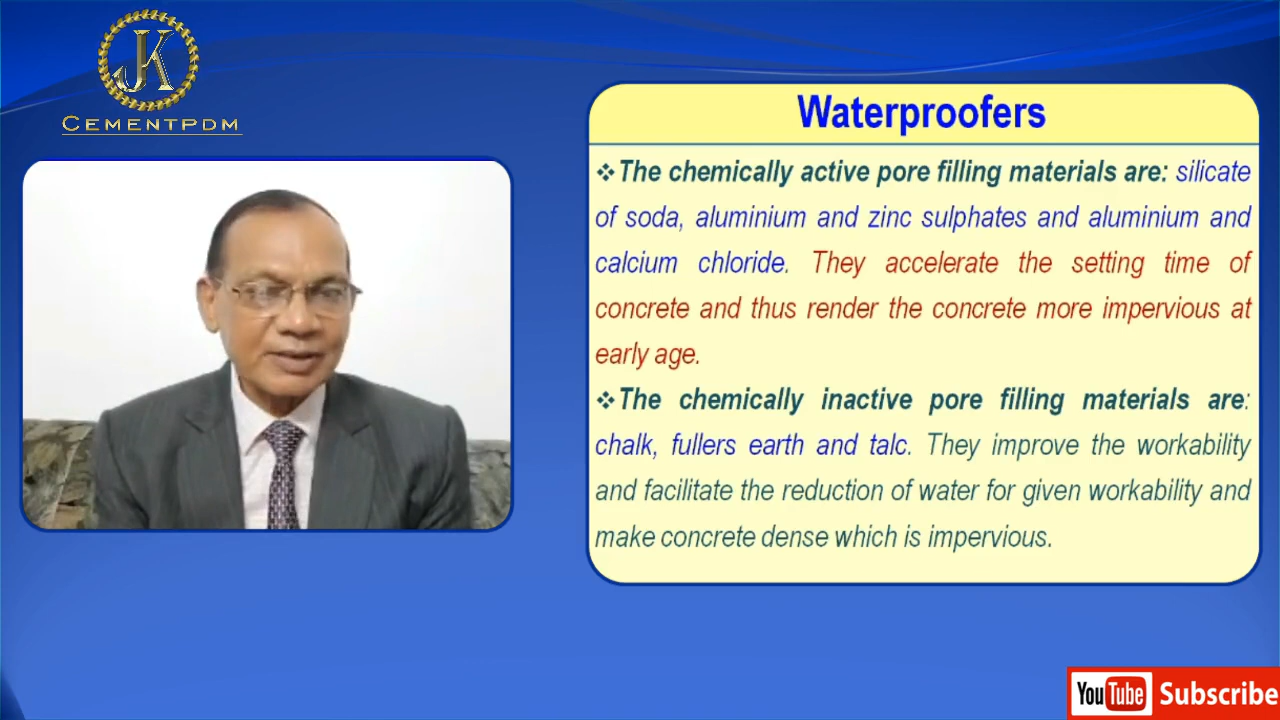 JK
CEMENTPDM
Waterproofers
❖The chemically active pore filling materials are: silicate
of soda, aluminium and zinc sulphates and aluminium and
calcium chloride. They accelerate the setting time of
concrete and thus render the concrete more impervious at
early age.
❖The chemically inactive pore filling materials are:
chalk, fullers earth and talc. They improve the workability
and facilitate the reduction of water for given workability and
make concrete dense which is impervious.
YouTube Subscribe